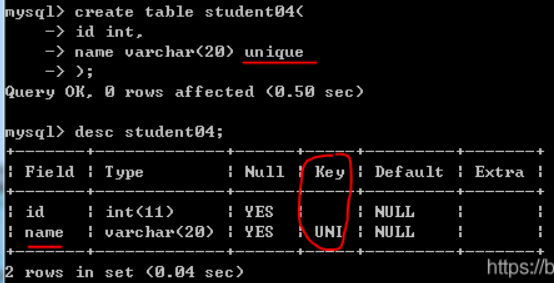 mysql> create table student04(
-> id int,
-> name varchar(20) unique
-> );
Query OK, 0 rows affected (0.50 sec)
mysql> desc student04;
+-------+-------------+------+-----+---------+-------+
| Field | Type | Null | Key | Default | Extra |
+-------+-------------+------+-----+---------+-------+
| id | int(11) | YES | | NULL | |
| name | varchar(20) | YES | UNI | NULL | |
+-------+-------------+------+-----+---------+-------+
2 rows in set (0.04 sec)
https://b